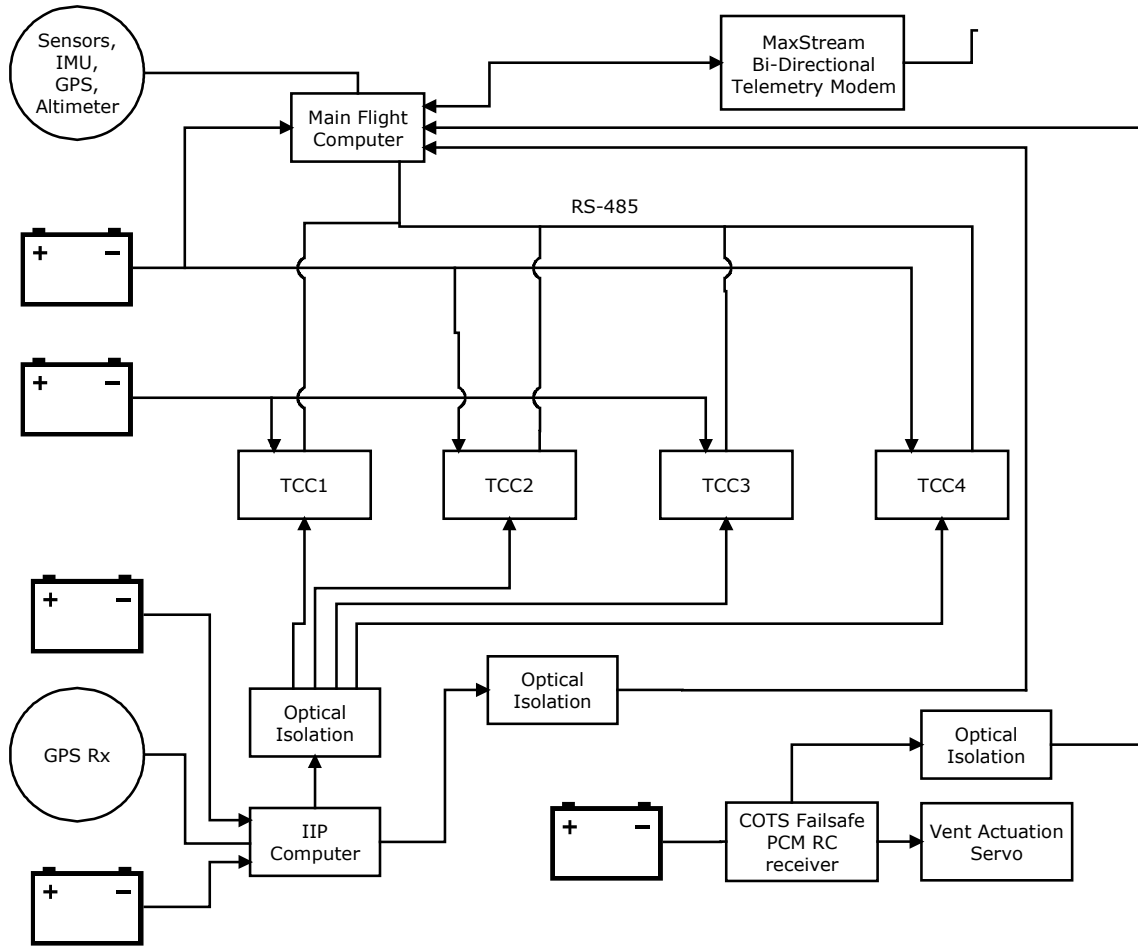 Sensors,
IMU,
GPS,
Altimeter
MaxStream
Bi-Directional
Telemetry Modem
Main Flight
Computer
RS-485
+ −
+ −
TCC1
TCC2
TCC3
TCC4
+ −
Optical
Isolation
Optical
Isolation
GPS Rx
Optical
Isolation
IIP
Computer
+ −
COTS Failsafe
PCM RC
receiver
Vent Actuation
Servo
+ −